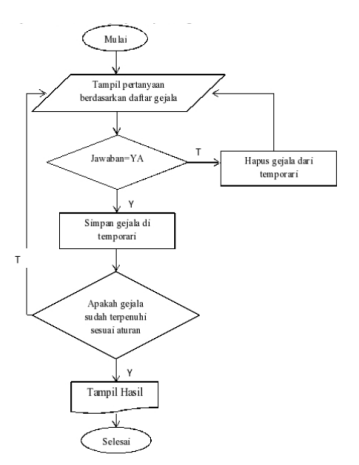 Mulai
Tampil pertanyaan
berdasarkan daftar gejala
Jawaban=YA
T
Hapus gejala dari
temporari
Y
Simpan gejala di
temporari
T
Apakah gejala
sudah terpenuhi
sesuai aturan
Y
Tampil Hasil
Selesai